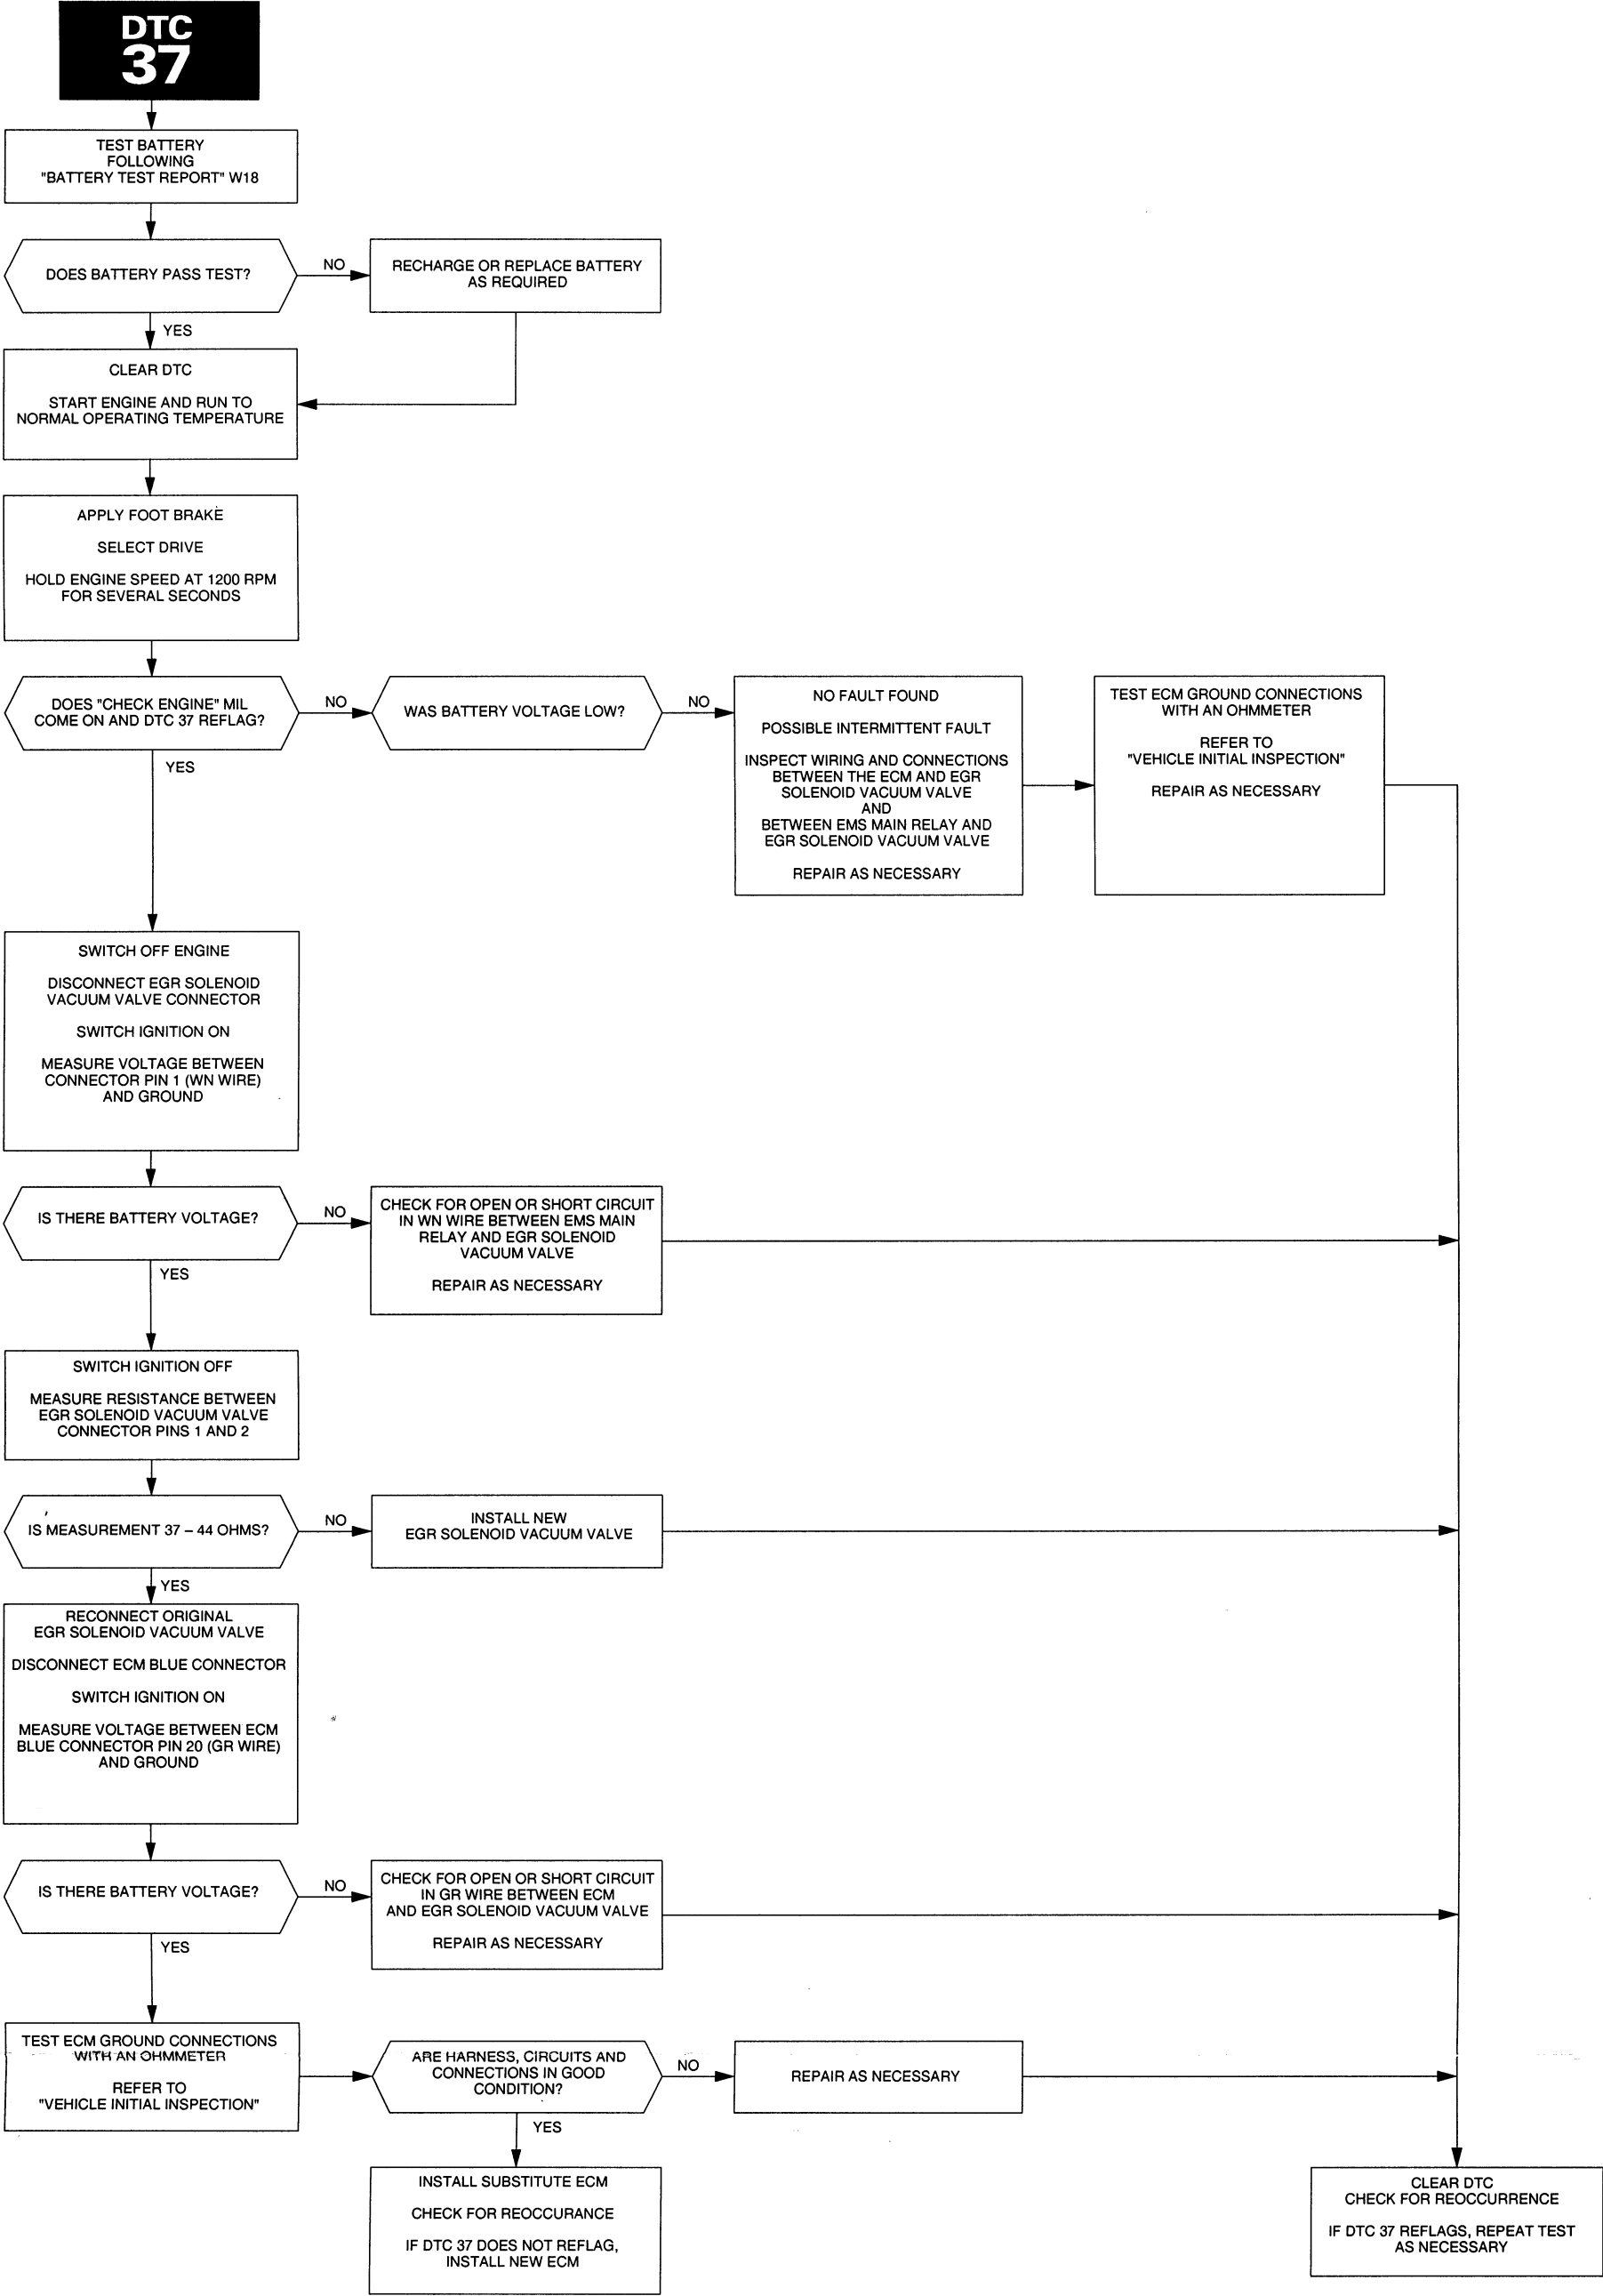 DTC
37
TEST BATTERY
FOLLOWING
"BATTERY TEST REPORT" W18
DOES BATTERY PASS TEST?
NO
RECHARGE OR REPLACE BATTERY
AS REQUIRED
YES
CLEAR DTC
START ENGINE AND RUN TO
NORMAL OPERATING TEMPERATURE
APPLY FOOT BRAKE
SELECT DRIVE
HOLD ENGINE SPEED AT 1200 RPM
FOR SEVERAL SECONDS
DOES "CHECK ENGINE" MIL
COME ON AND DTC 37 REFLAG?
NO
WAS BATTERY VOLTAGE LOW?
NO
NO FAULT FOUND
POSSIBLE INTERMITTENT FAULT
INSPECT WIRING AND CONNECTIONS
BETWEEN THE ECM AND EGR
SOLENOID VACUUM VALVE
AND
BETWEEN EMS MAIN RELAY AND
EGR SOLENOID VACUUM VALVE
REPAIR AS NECESSARY
TEST ECM GROUND CONNECTIONS
WITH AN OHMMETER
REFER TO
"VEHICLE INITIAL INSPECTION"
REPAIR AS NECESSARY
YES
SWITCH OFF ENGINE
DISCONNECT EGR SOLENOID
VACUUM VALVE CONNECTOR
SWITCH IGNITION ON
MEASURE VOLTAGE BETWEEN
CONNECTOR PIN 1 (WN WIRE)
AND GROUND
IS THERE BATTERY VOLTAGE?
NO
CHECK FOR OPEN OR SHORT CIRCUIT
IN WN WIRE BETWEEN EMS MAIN
RELAY AND EGR SOLENOID
VACUUM VALVE
REPAIR AS NECESSARY
YES
SWITCH IGNITION OFF
MEASURE RESISTANCE BETWEEN
EGR SOLENOID VACUUM VALVE
CONNECTOR PINS 1 AND 2
IS MEASUREMENT 37 – 44 OHMS?
NO
INSTALL NEW
EGR SOLENOID VACUUM VALVE
YES
RECONNECT ORIGINAL
EGR SOLENOID VACUUM VALVE
DISCONNECT ECM BLUE CONNECTOR
SWITCH IGNITION ON
MEASURE VOLTAGE BETWEEN ECM
BLUE CONNECTOR PIN 20 (GR WIRE)
AND GROUND
IS THERE BATTERY VOLTAGE?
NO
CHECK FOR OPEN OR SHORT CIRCUIT
IN GR WIRE BETWEEN ECM
AND EGR SOLENOID VACUUM VALVE
REPAIR AS NECESSARY
YES
TEST ECM GROUND CONNECTIONS
WITH AN OHMMETER
REFER TO
"VEHICLE INITIAL INSPECTION"
ARE HARNESS, CIRCUITS AND
CONNECTIONS IN GOOD
CONDITION?
NO
REPAIR AS NECESSARY
YES
INSTALL SUBSTITUTE ECM
CHECK FOR REOCCURANCE
IF DTC 37 DOES NOT REFLAG,
INSTALL NEW ECM
CLEAR DTC
CHECK FOR REOCCURRENCE
IF DTC 37 REFLAGS, REPEAT TEST
AS NECESSARY